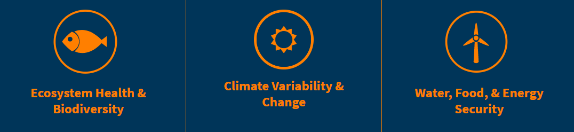 Ecosystem Health &
Biodiversity
Climate Variability &
Change
Water, Food, & Energy
Security